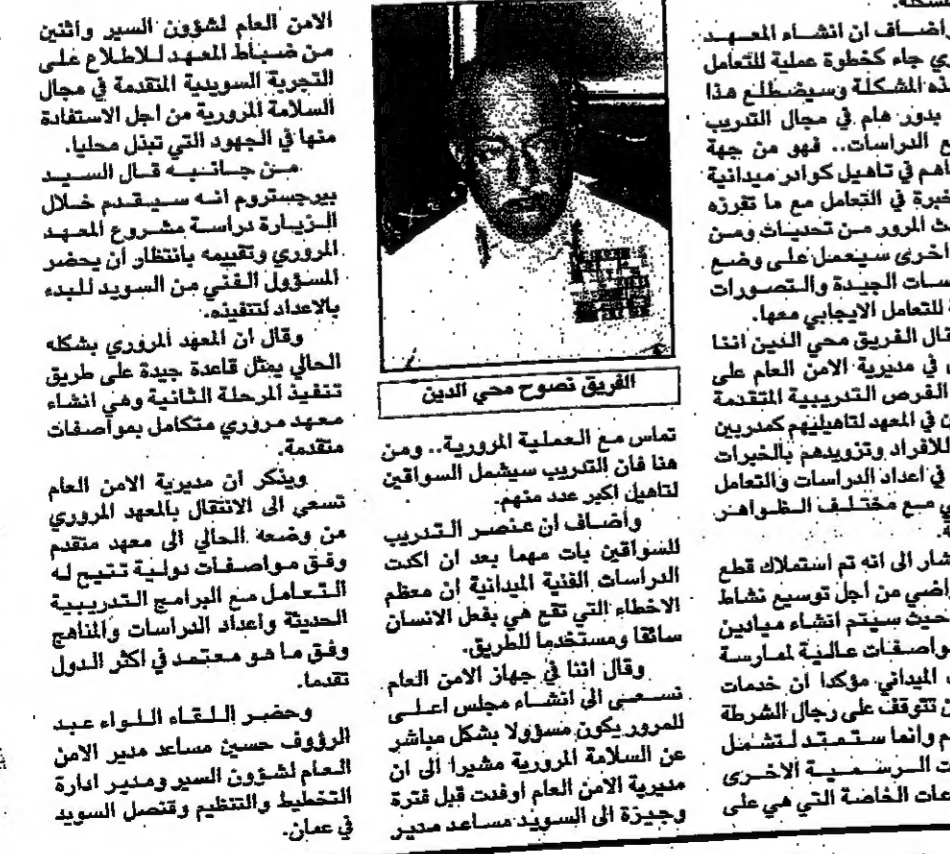 واضاف ان انشاء المعهد
كخطوة عملية للتعامل
المشكلة وسيضطلع هذا
بدور هام في مجال التدريب
الدراسات.. فهو من جهة
في تاهيل كوادر ميدانية
في التعامل مع ما تفرزه
المرور من تحديات ومن
اخرى سيعمل على وضع
الجيدة والتصورات
للتعامل الايجابي معها.
الفريق محي الدين اننا
في مديرية الامن العام على
الفرص التدريبية المتقدمة
في المعهد لتاهيلهم كمدربين
للافراد وتزويدهم بالخبرات
في اعداد الدراسات والتعامل
مع مختلف الظواهر
الى انه تم استملاك قطع
من اجل توسيع نشاط
حيث سيتم انشاء ميادين
عالية لممارسة
الميداني مؤكدا ان خدمات
تتوقف على رجال الشرطة
وانما ستمتد لتشمل
الرسمية الاخرى
الخاصة التي هي على
الفريق نصوح محي الدين
تماس مع العملية المرورية.. ومن
هنا فان التدريب سيشمل السواقين
لتاهيل اكبر عدد منهم.
واضاف ان عنصر التدريب
للسواقين بات مهما بعد ان اكدت
الدراسات الفنية الميدانية ان معظم
الاخطاء التي تقع هي بفعل الانسان
سائقا ومستخدما للطريق.
وقال اننا في جهاز الامن العام
نسعى الى انشاء مجلس اعلى
للمرور يكون مسؤولا بشكل مباشر
عن السلامة المرورية مشيرا الى ان
مديرية الامن العام اوفدت قبل فترة
وجيزة الى السويد مساعد مدير
الامن العام لشؤون السير واثنين
من ضباط المعهد للاطلاع على
التجربة السويدية المتقدمة في مجال
السلامة المرورية من اجل الاستفادة
منها في الجهود التي تبذل محليا.
من جانبه قال السيد
بيرجستروم انه سيقدم خلال
الزيارة دراسة مشروع المعهد
المروري وتقييمه بانتظار ان يحضر
المسؤول الفني من السويد للبدء
بالاعداد لتنفيذه.
وقال ان المعهد المروري بشكله
الحالي يمثل قاعدة جيدة على طريق
تنفيذ المرحلة الثانية وهي انشاء
معهد مروري متكامل بمواصفات
متقدمة.
ويذكر ان مديرية الامن العام
تسعى الى الانتقال بالمعهد المروري
من وضعه الحالي الى معهد متقدم
وفق مواصفات دولية تتيح له
التعامل مع البرامج التدريبية
الحديثة واعداد الدراسات والمناهج
وفق ما هو معتمد في اكثر الدول
تقدما.
وحضر اللقاء اللواء عبد
الرؤوف حسين مساعد مدير الامن
العام لشؤون السير ومدير ادارة
التخطيط والتنظيم وقنصل السويد
في عمان.